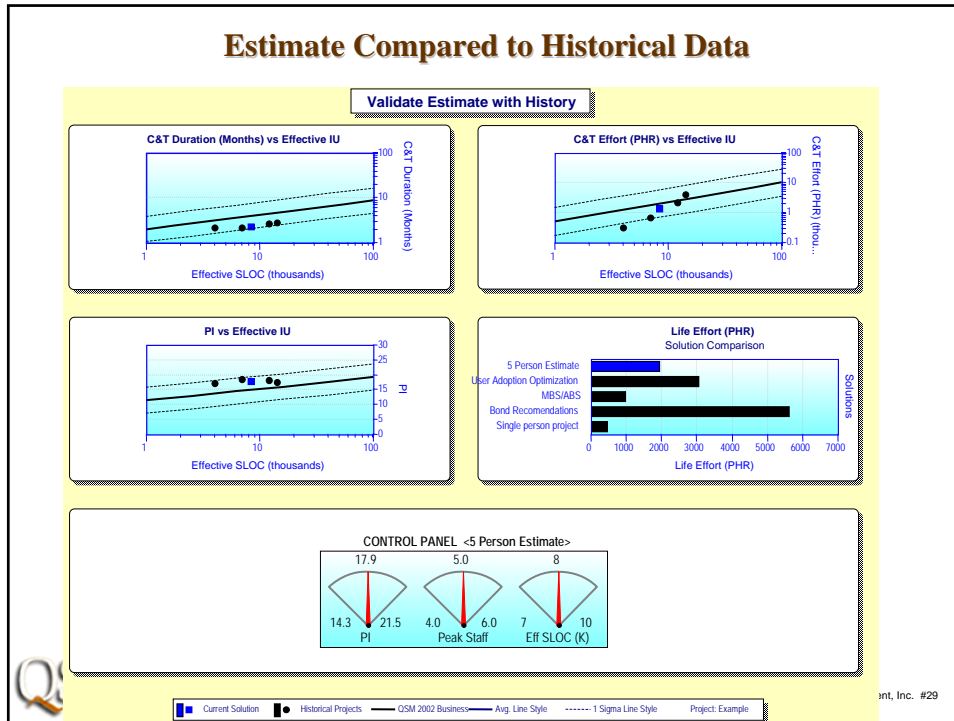 Estimate Compared to Historical Data
Validate Estimate with History
C&T Duration (Months) vs Effective IU
100
10
1
C&T Duration (Months)
1 10 100
Effective SLOC (thousands)
C&T Effort (PHR) vs Effective IU
100
10
1
0.1
C&T Effort (PHR) (thou...
1 10 100
Effective SLOC (thousands)
PI vs Effective IU
30
25
20
15
10
5
0
PI
1 10 100
Effective SLOC (thousands)
Life Effort (PHR)
Solution Comparison
5 Person Estimate
User Adoption Optimization
MBS/ABS
Bond Recomendations
Single person project
Solutions
0 1000 2000 3000 4000 5000 6000 7000
Life Effort (PHR)
CONTROL PANEL <5 Person Estimate>
17.9 5.0 8
14.3 21.5 4.0 6.0 7 10
PI Peak Staff Eff SLOC (K)
Current Solution Historical Projects QSM 2002 Business Avg. Line Style 1 Sigma Line Style Project: Example
ent, Inc. #29